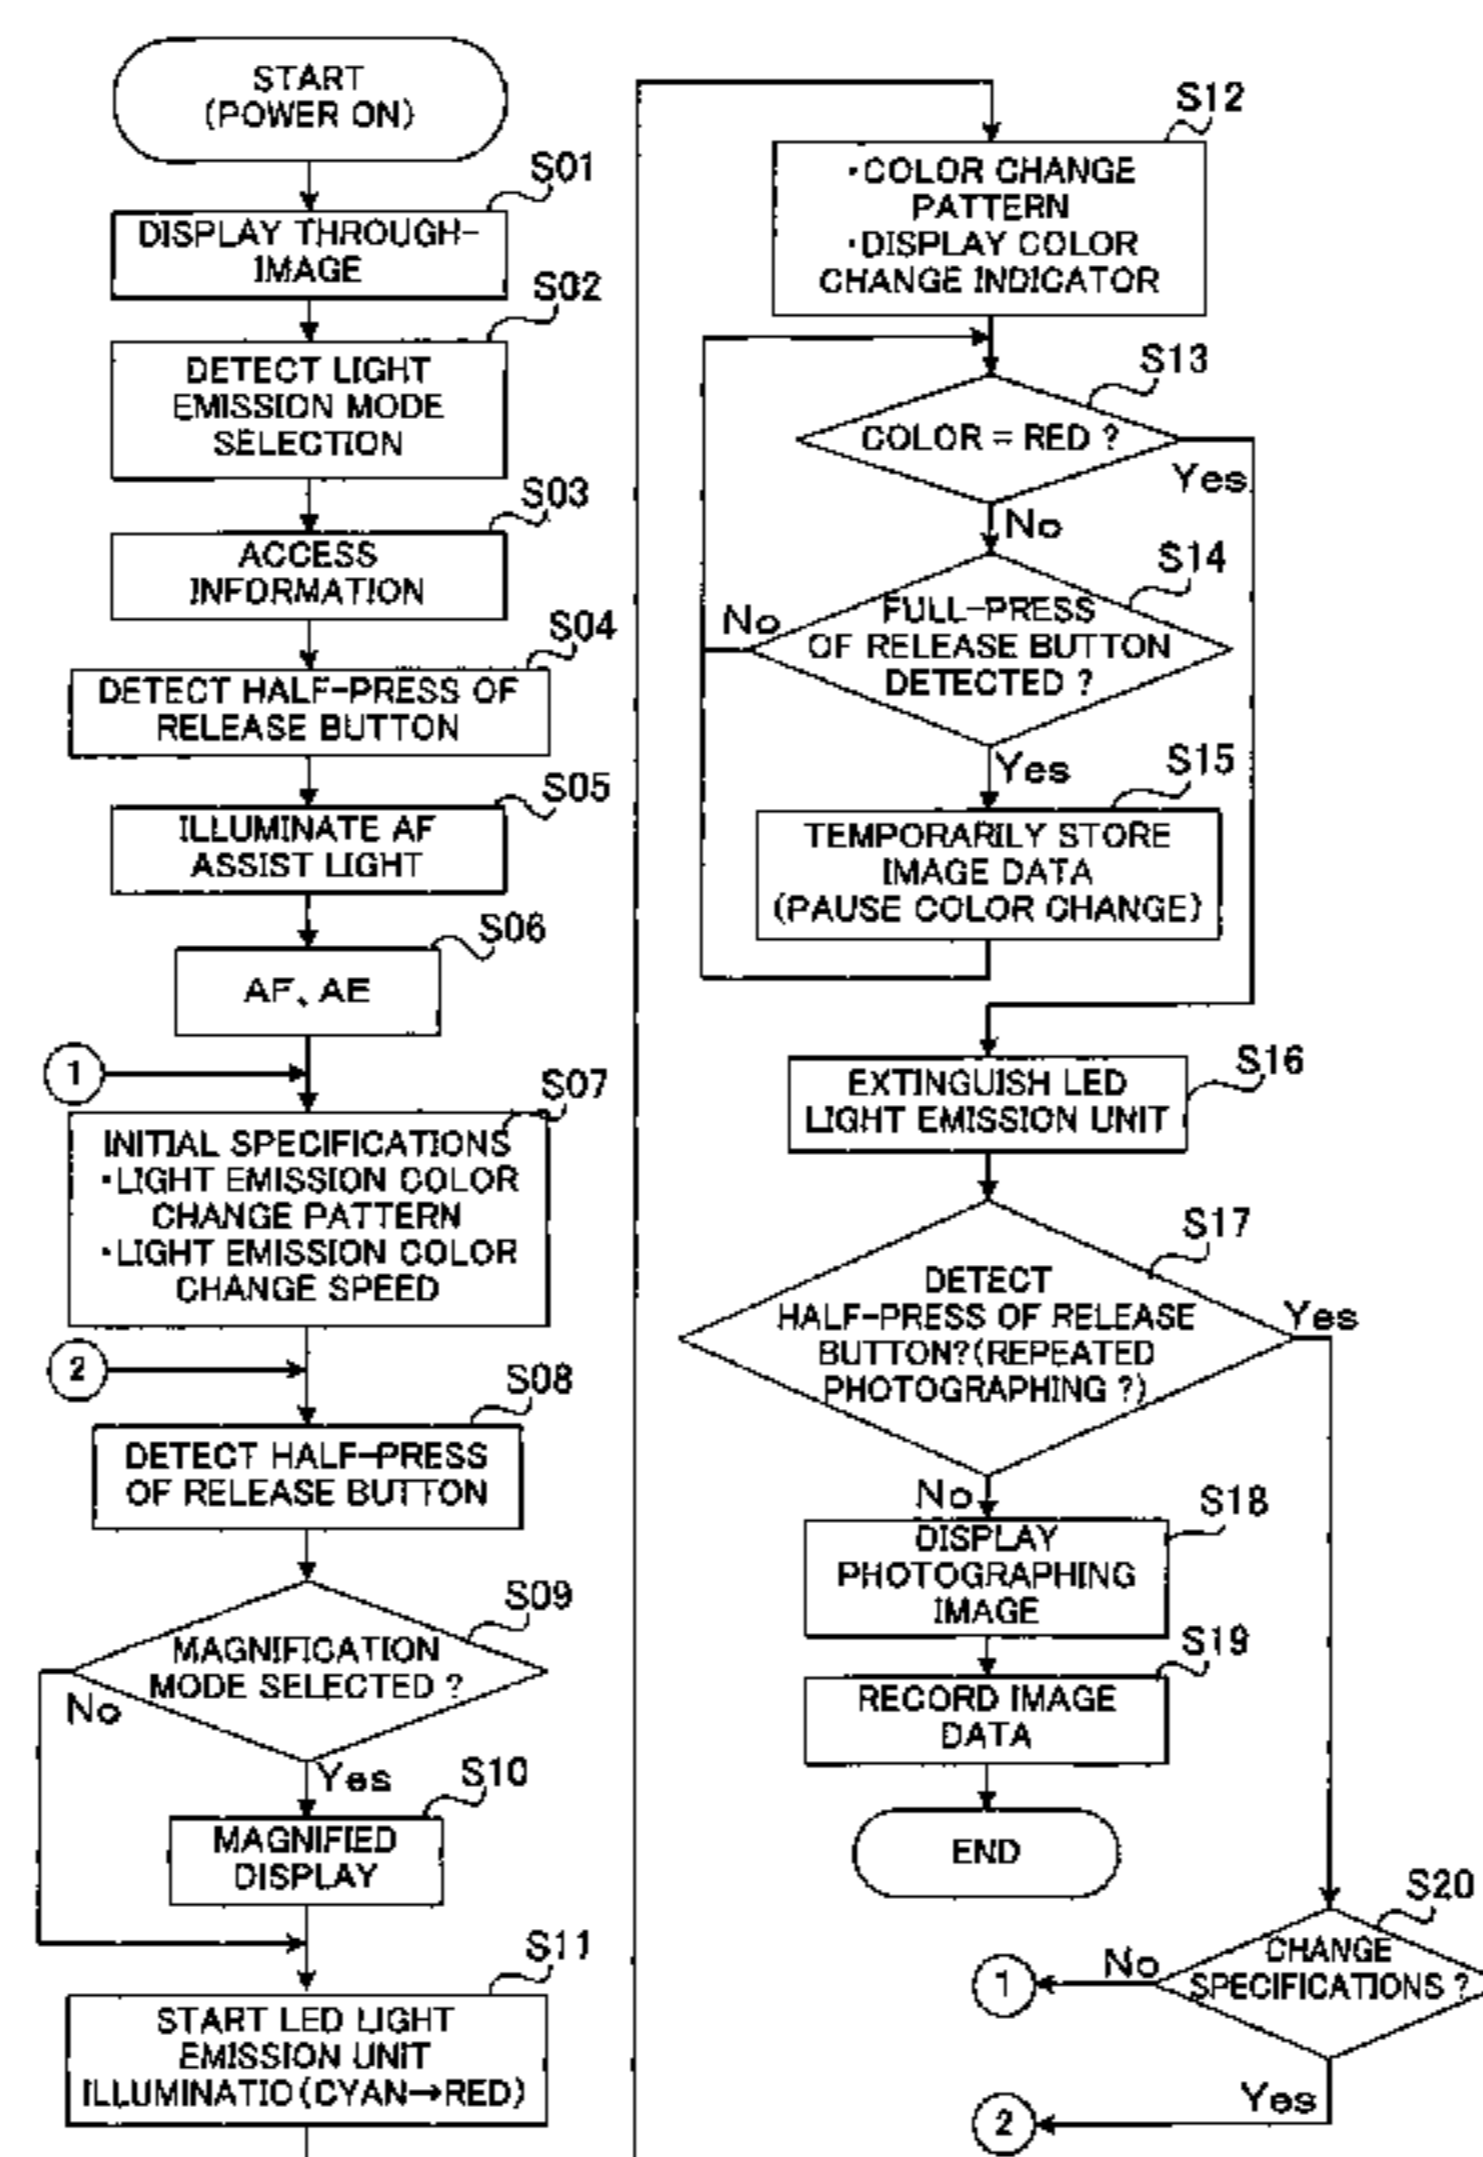 START
(POWER ON)
S01
DISPLAY THROUGH-
IMAGE
S02
DETECT LIGHT
EMISSION MODE
SELECTION
S03
ACCESS
INFORMATION
S04
DETECT HALF-PRESS OF
RELEASE BUTTON
S05
ILLUMINATE AF
ASSIST LIGHT
S06
AF、AE
1
S07
INITIAL SPECIFICATIONS
・LIGHT EMISSION COLOR
CHANGE PATTERN
・LIGHT EMISSION COLOR
CHANGE SPEED
2
S08
DETECT HALF-PRESS
OF RELEASE BUTTON
S09
MAGNIFICATION
MODE SELECTED ?
No
Yes
S10
MAGNIFIED
DISPLAY
S11
START LED LIGHT
EMISSION UNIT
ILLUMINATIO(CYAN→RED)
S12
・COLOR CHANGE
PATTERN
・DISPLAY COLOR
CHANGE INDICATOR
S13
COLOR = RED ?
Yes
No
S14
FULL-PRESS
OF RELEASE BUTTON
DETECTED ?
No
Yes
S15
TEMPORARILY STORE
IMAGE DATA
(PAUSE COLOR CHANGE)
S16
EXTINGUISH LED
LIGHT EMISSION UNIT
S17
DETECT
HALF-PRESS OF RELEASE
BUTTON?(REPEATED
PHOTOGRAPHING ?)
Yes
No
S18
DISPLAY
PHOTOGRAPHING
IMAGE
S19
RECORD IMAGE
DATA
END
S20
CHANGE
SPECIFICATIONS ?
No
1
Yes
2